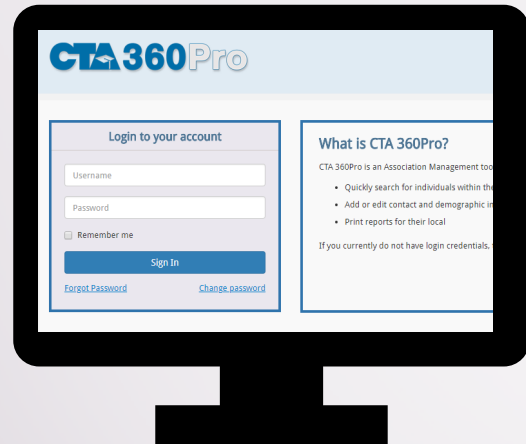 CTA 360Pro
Login to your account
Username
Password
Remember me
Sign In
Forgot Password
Change password
What is CTA 360Pro?
CTA 360Pro is an Association Management too
Quickly search for individuals within the
Add or edit contact and demographic in
Print reports for their local
If you currently do not have login credentials,